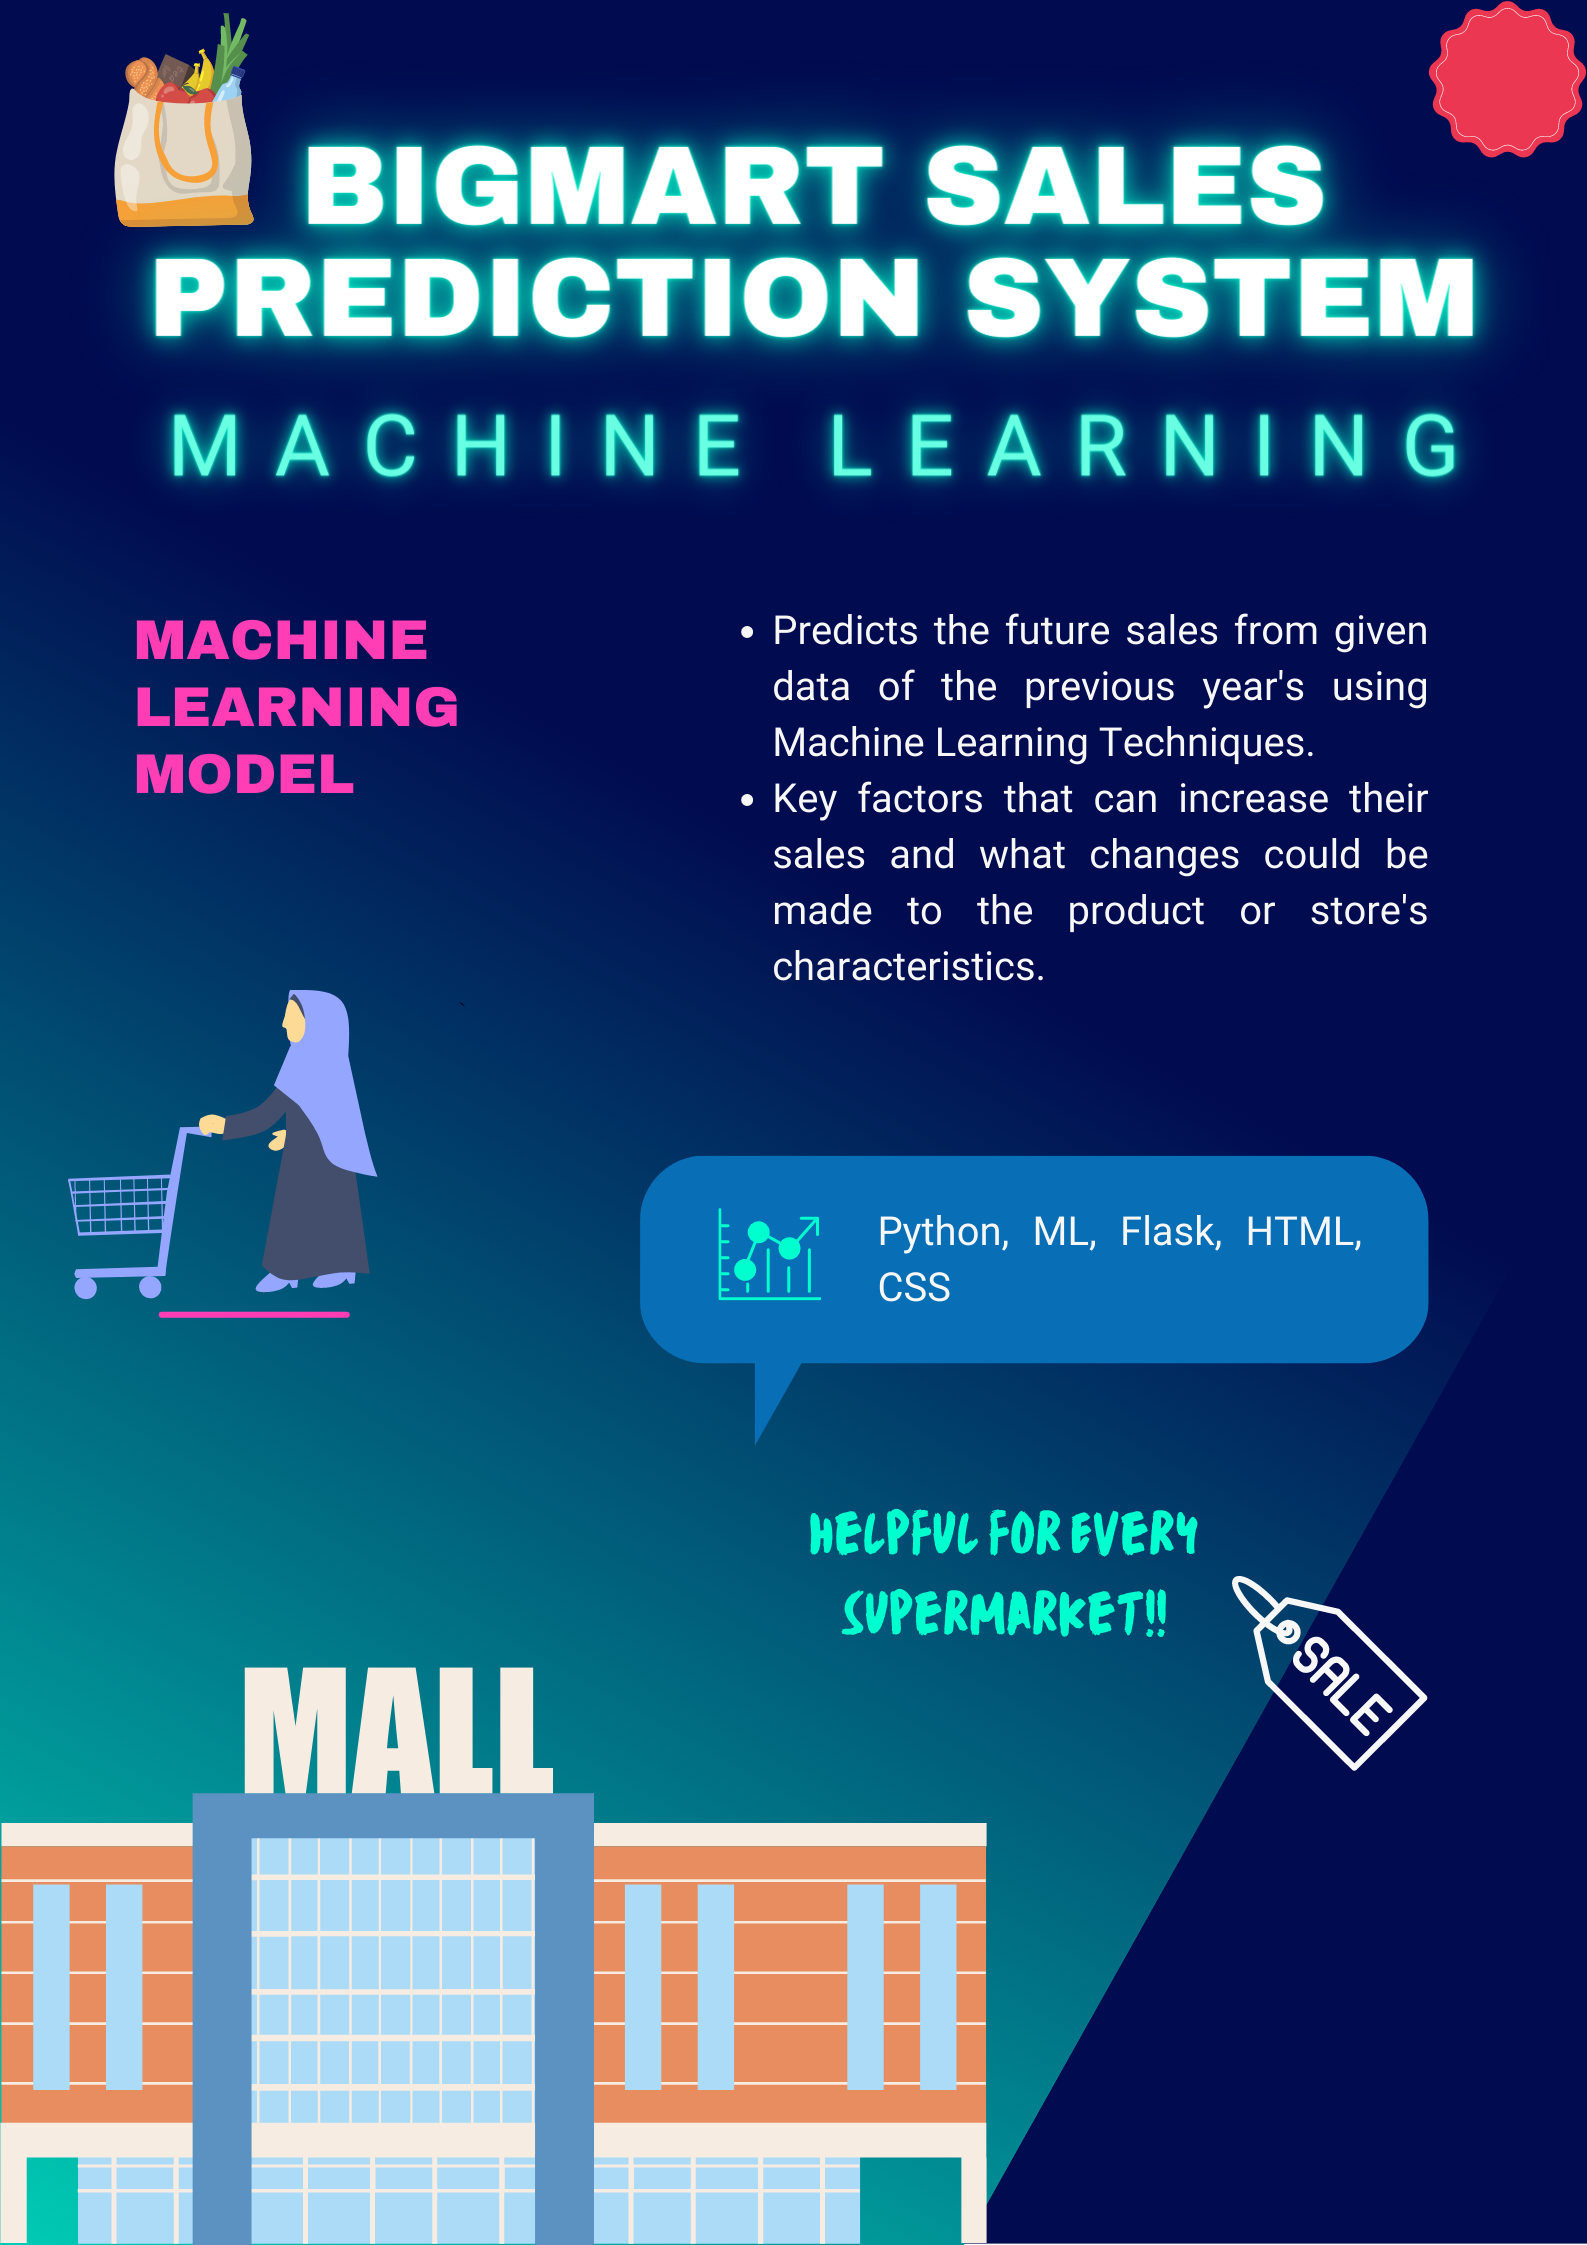 BIGMART SALES
PREDICTION SYSTEM
MACHINE LEARNING
MACHINE
LEARNING
MODEL
• Predicts the future sales from given
data of the previous year's using
Machine Learning Techniques.
• Key factors that can increase their
sales and what changes could be
made to the product or store's
characteristics.
Python, ML, Flask, HTML,
CSS
HELPFUL FOR EVERY
SUPERMARKET!!
SALE
MALL